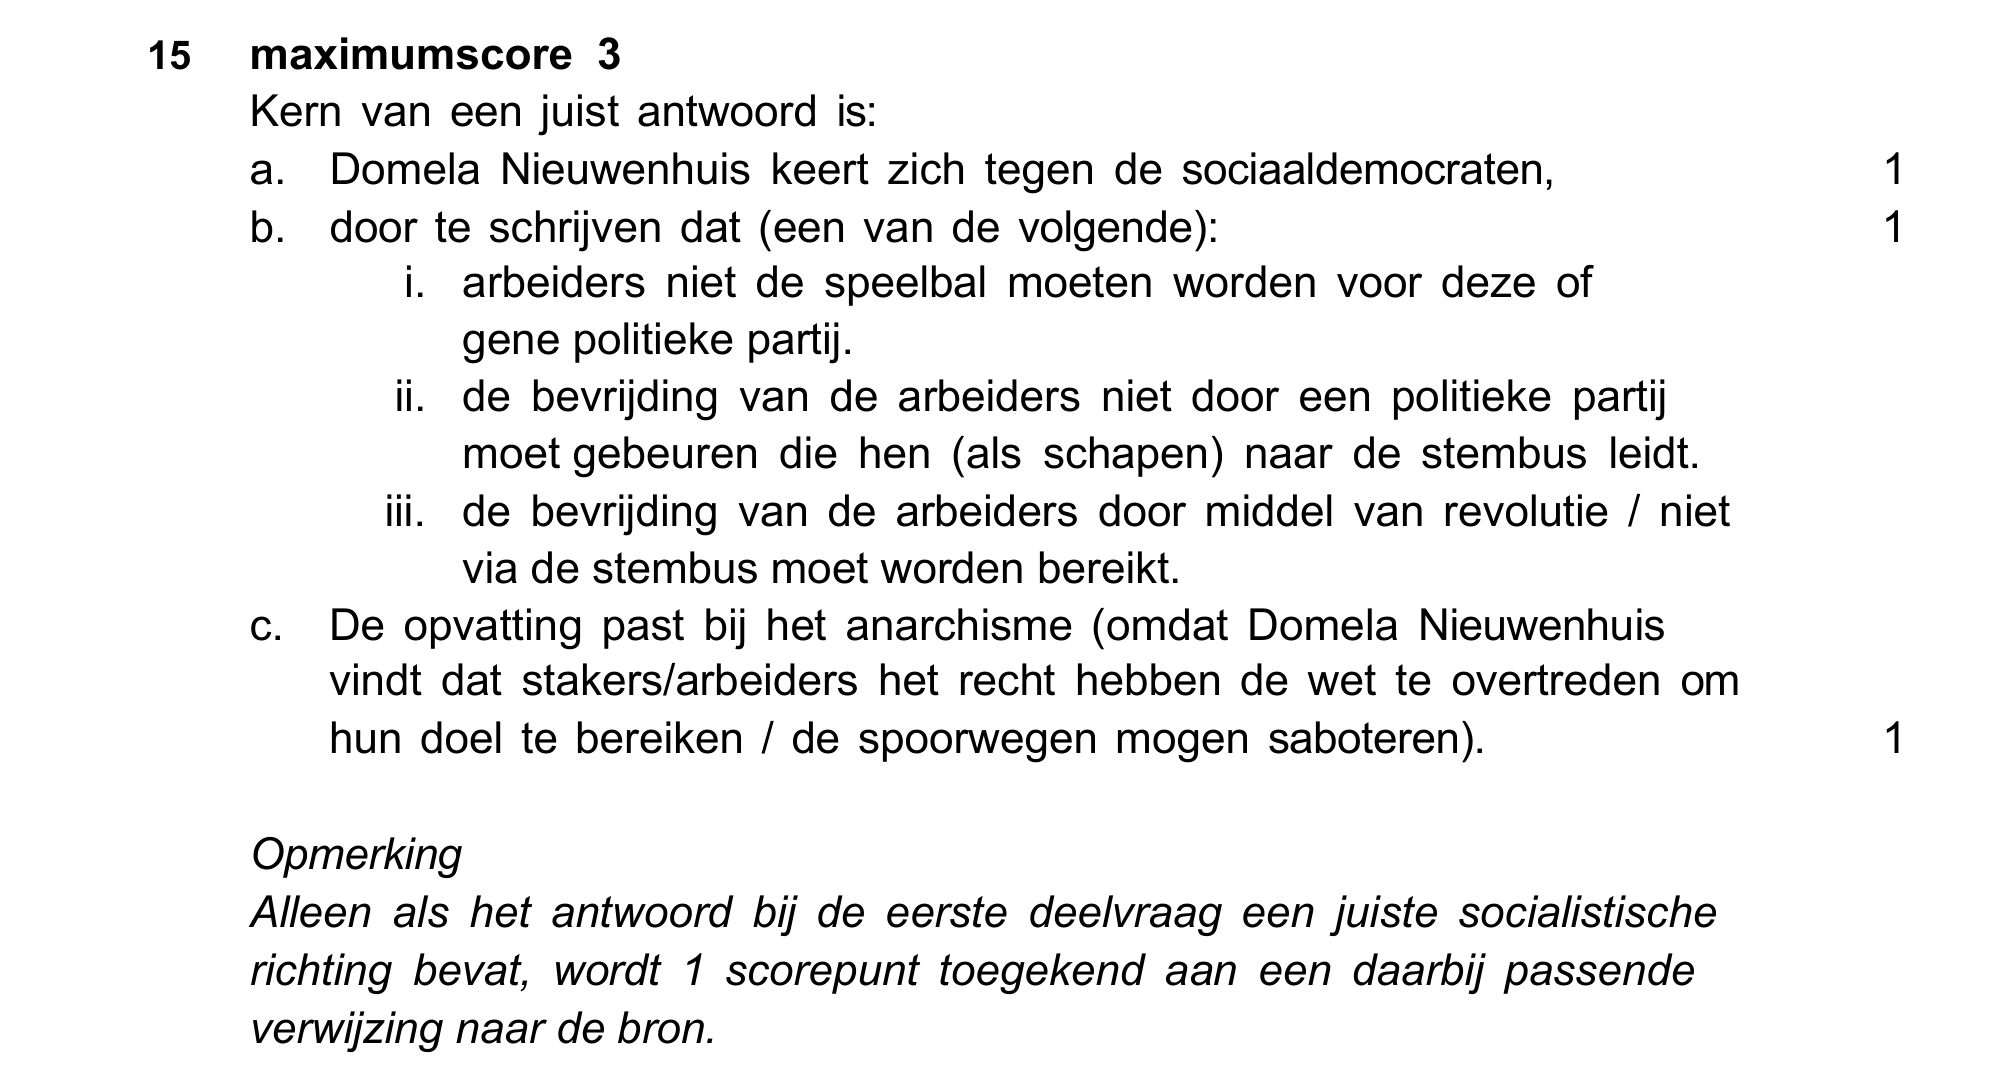 15 maximumscore 3
Kern van een juist antwoord is:
a. Domela Nieuwenhuis keert zich tegen de sociaaldemocraten, 1
b. door te schrijven dat (een van de volgende): 1
i. arbeiders niet de speelbal moeten worden voor deze of
gene politieke partij.
ii. de bevrijding van de arbeiders niet door een politieke partij
moet gebeuren die hen (als schapen) naar de stembus leidt.
iii. de bevrijding van de arbeiders door middel van revolutie / niet
via de stembus moet worden bereikt.
c. De opvatting past bij het anarchisme (omdat Domela Nieuwenhuis
vindt dat stakers/arbeiders het recht hebben de wet te overtreden om
hun doel te bereiken / de spoorwegen mogen saboteren). 1
Opmerking
Alleen als het antwoord bij de eerste deelvraag een juiste socialistische
richting bevat, wordt 1 scorepunt toegekend aan een daarbij passende
verwijzing naar de bron.